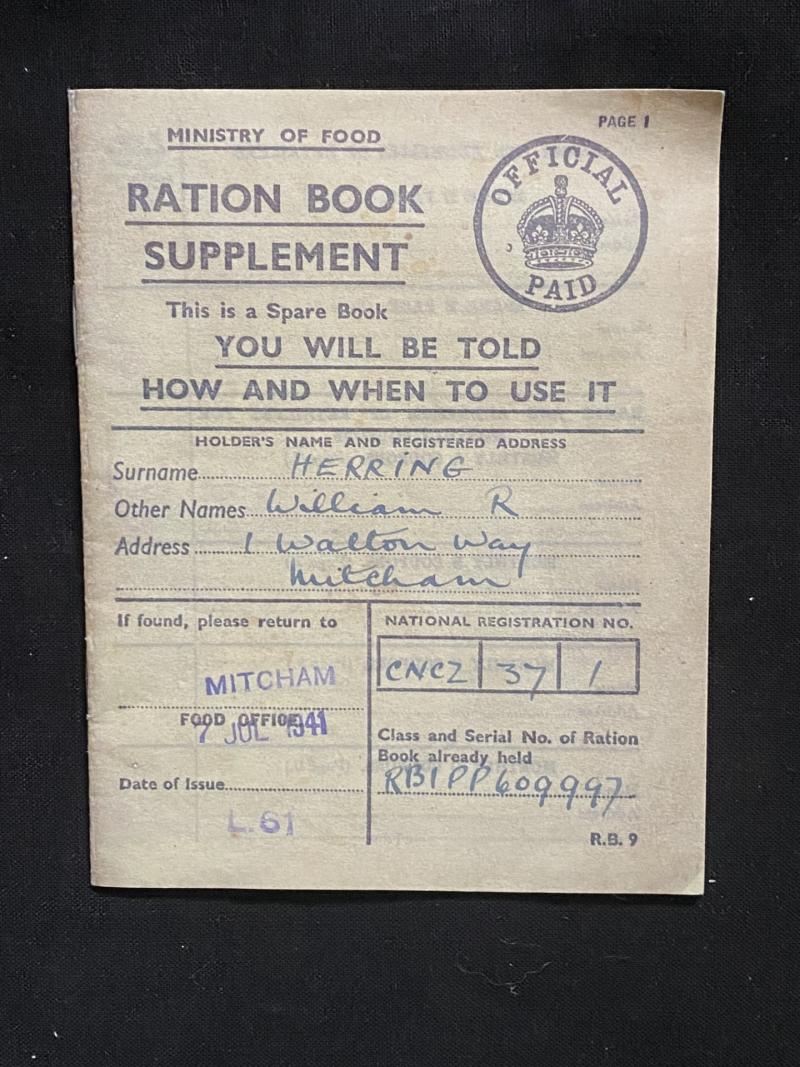 PAGE 1
MINISTRY OF FOOD
OFFICIAL PAID
RATION BOOK
SUPPLEMENT
This is a Spare Book
YOU WILL BE TOLD
HOW AND WHEN TO USE IT
HOLDER'S NAME AND REGISTERED ADDRESS
Surname HERRING
Other Names William R
Address 1 Walton Way
Mitcham
If found, please return to
MITCHAM
FOOD OFFICE
7 JUL 1941
Date of Issue
L.61
NATIONAL REGISTRATION NO.
CNCZ 37 1
Class and Serial No. of Ration
Book already held
RB1PP609997
R.B. 9